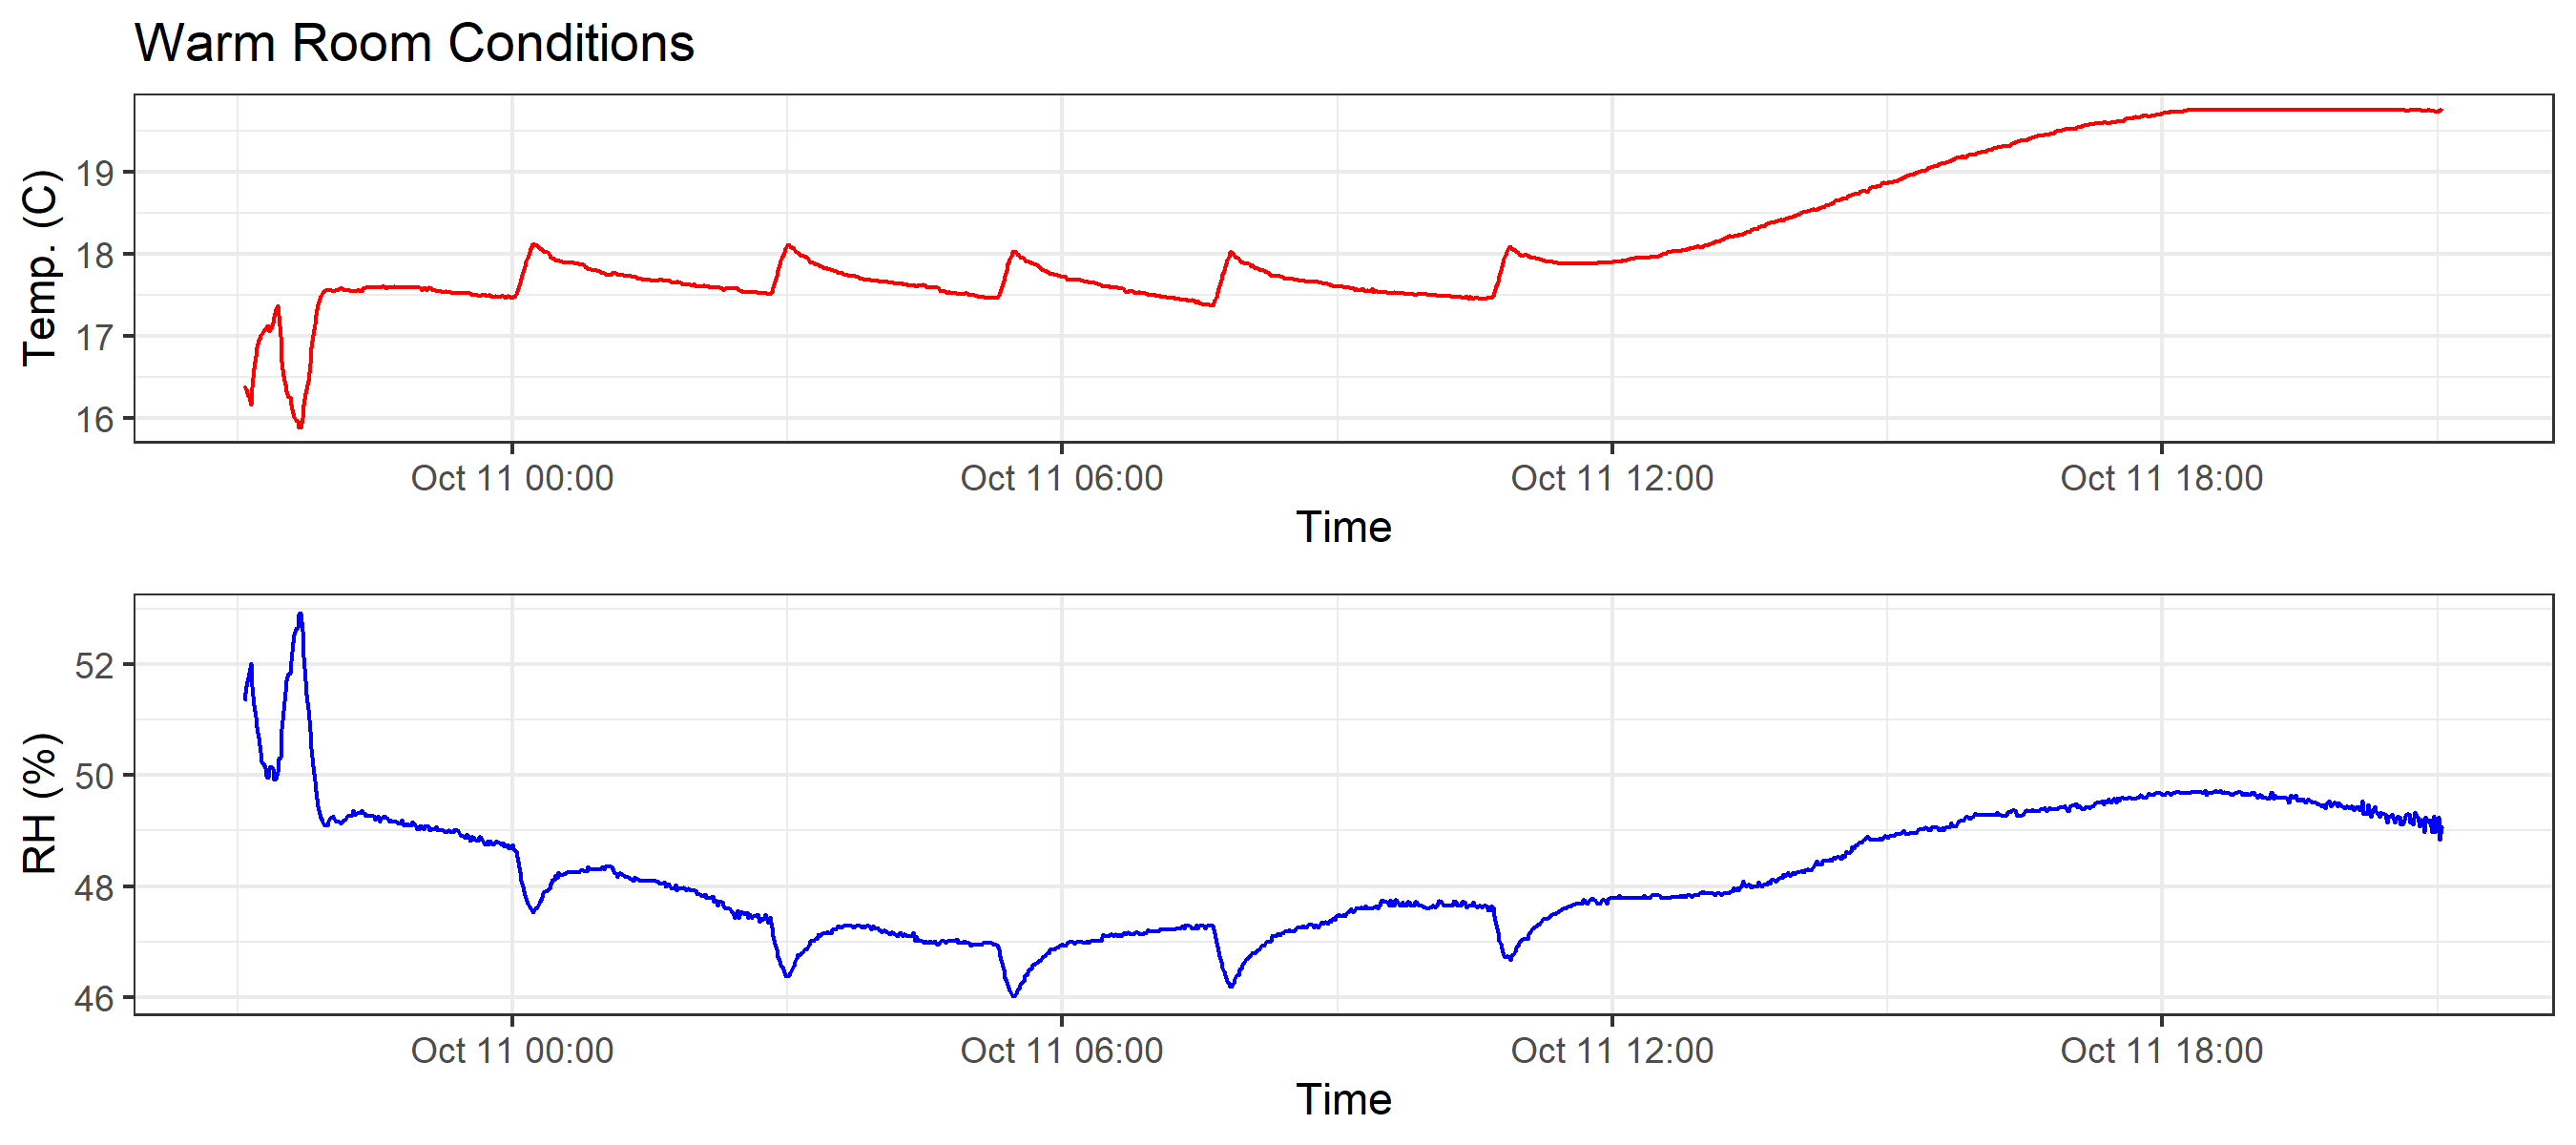 Warm Room Conditions
Temp. (C)
19
18
17
16
Oct 11 00:00 Oct 11 06:00 Oct 11 12:00 Oct 11 18:00
Time
RH (%)
52
50
48
46
Oct 11 00:00 Oct 11 06:00 Oct 11 12:00 Oct 11 18:00
Time